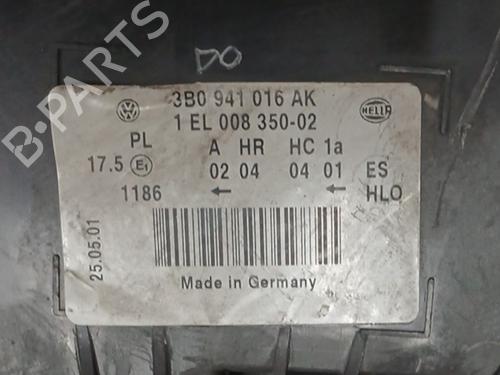 DO
3B0 941 016 AK
1 EL 008 350-02
HELLA
PL A HR HC 1a
17.5 E1 02 04 04 01 ES
1186 ← ← HLO
25.05.01
Made in Germany
B-PARTS